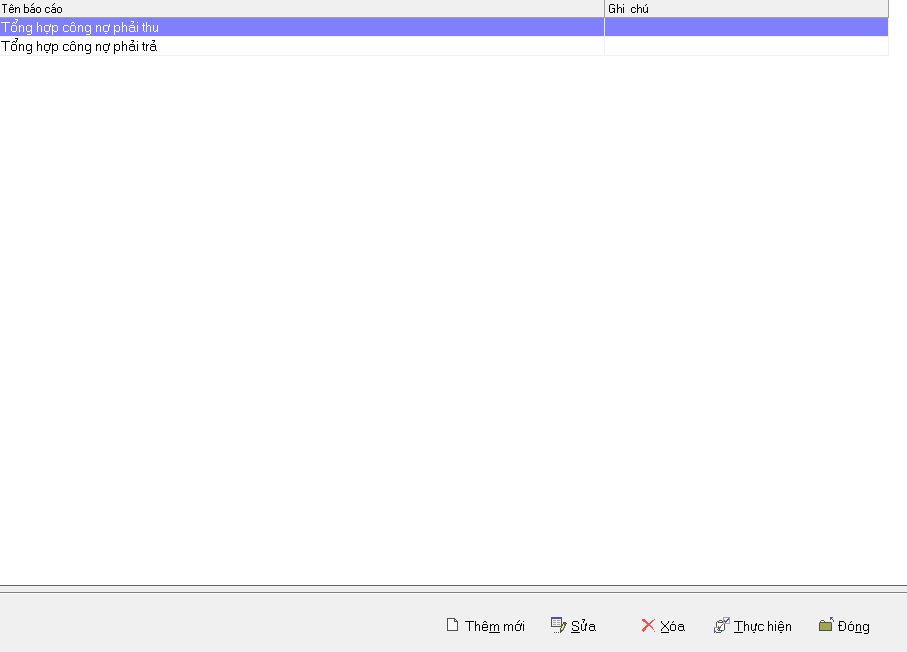 Tên báo cáo Ghi chú
Tổng hợp công nợ phải thu
Tổng hợp công nợ phải trả
Thêm mới Sửa Xóa Thực hiện Đóng